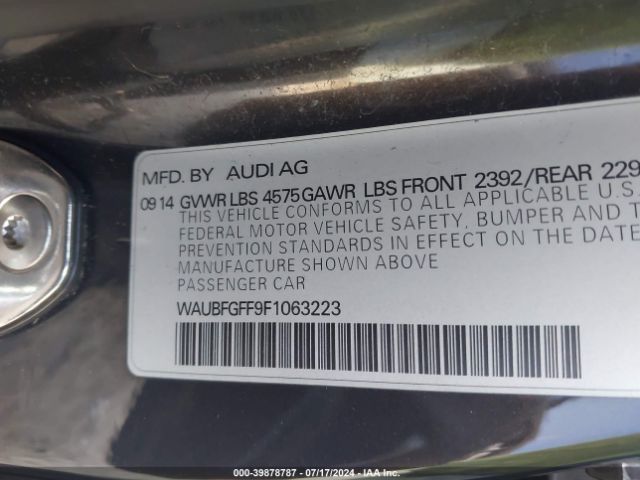 MFD. BY AUDI AG
09 14 GVWR LBS 4575 GAWR LBS FRONT 2392/REAR 229
THIS VEHICLE CONFORMS TO ALL APPLICABLE U.S.
FEDERAL MOTOR VEHICLE SAFETY, BUMPER AND T
PREVENTION STANDARDS IN EFFECT ON THE DATE
MANUFACTURE SHOWN ABOVE
PASSENGER CAR
WAUBFGFF9F1063223
000-39878787 - 07/17/2024 - IAA Inc.